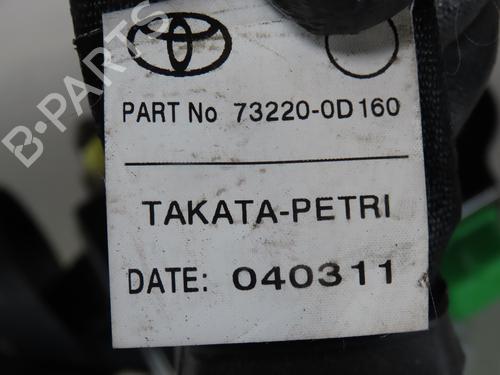 PART No 73220-0D160
TAKATA-PETRI
DATE: 040311
B-PARTS